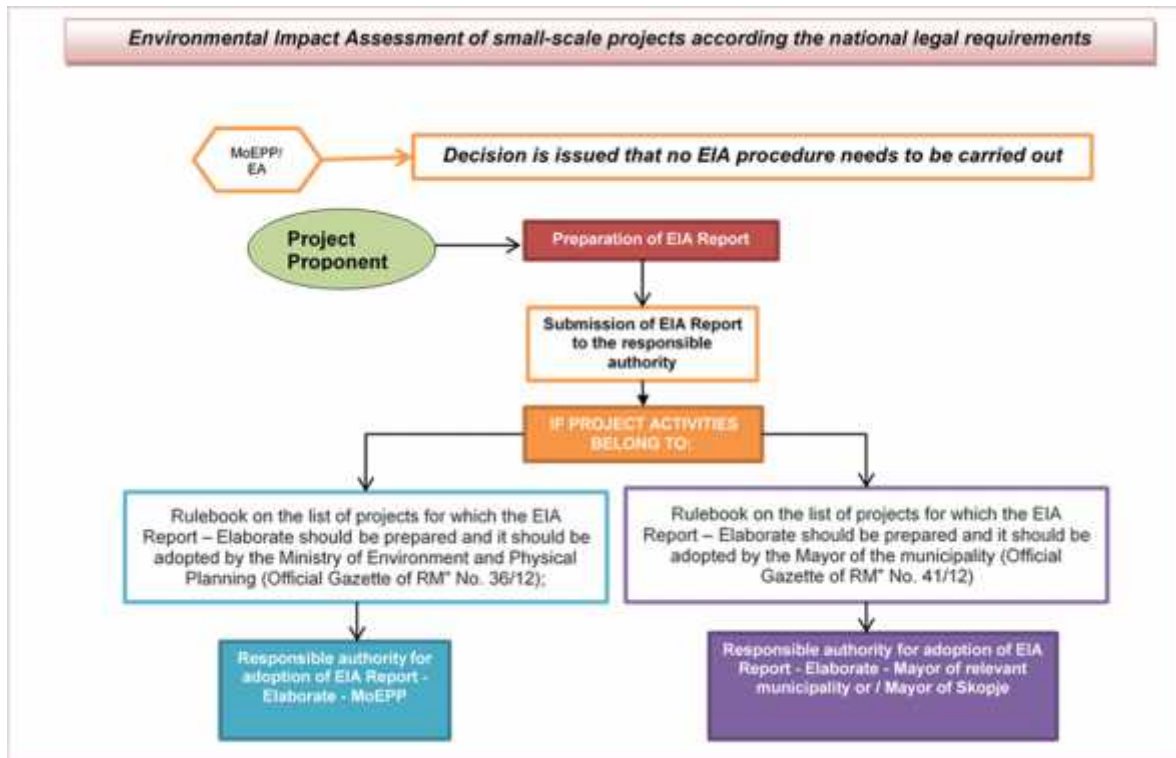 Environmental Impact Assessment of small-scale projects according the national legal requirements
MoEPP/
EA
Decision is issued that no EIA procedure needs to be carried out
Project
Proponent
Preparation of EIA Report
Submission of EIA Report
to the responsible
authority
IF PROJECT ACTIVITIES
BELONG TO:
Rulebook on the list of projects for which the EIA
Report – Elaborate should be prepared and it should be
adopted by the Ministry of Environment and Physical
Planning (Official Gazette of RM" No. 36/12);
Rulebook on the list of projects for which the EIA
Report – Elaborate should be prepared and it should be
adopted by the Mayor of the municipality (Official
Gazette of RM" No. 41/12)
Responsible authority for
adoption of EIA Report -
Elaborate - MoEPP
Responsible authority for adoption of EIA
Report - Elaborate - Mayor of relevant
municipality or / Mayor of Skopje